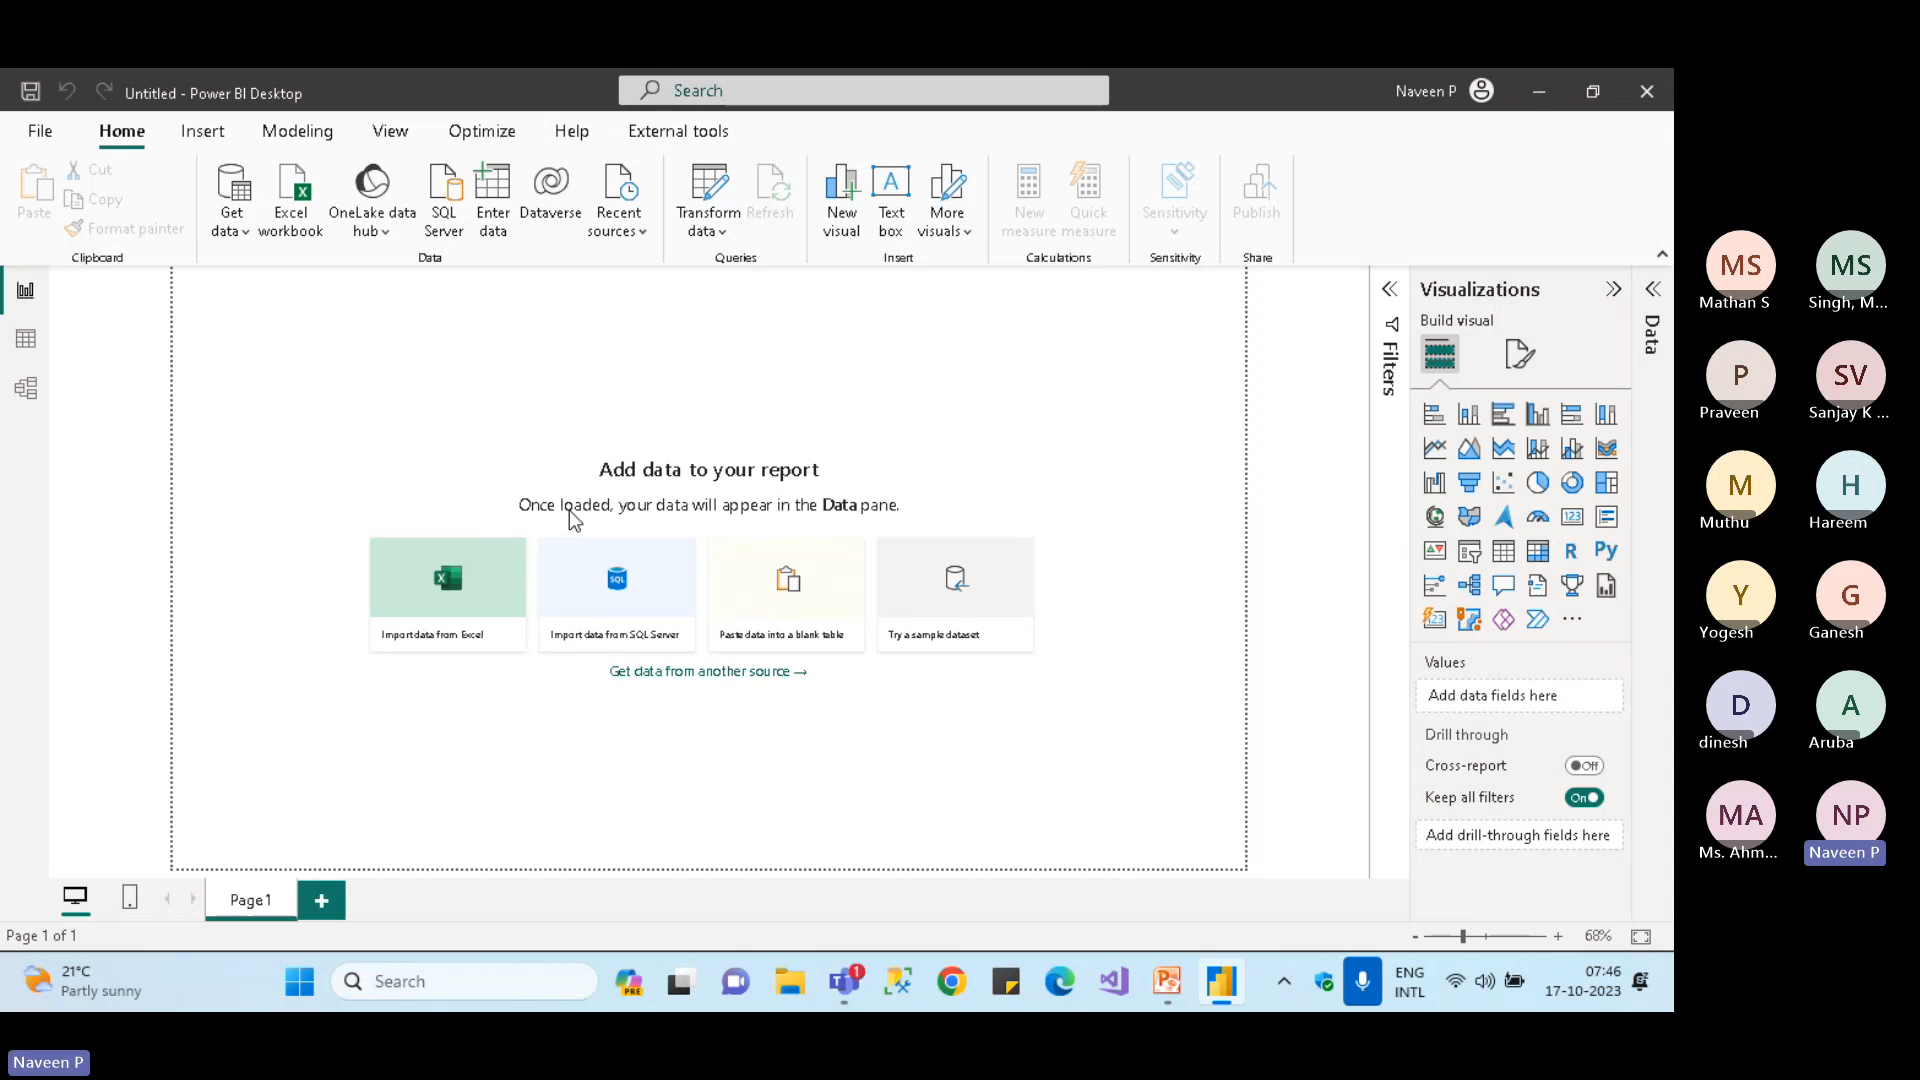 Untitled - Power BI Desktop
Search
Naveen P
File Home Insert Modeling View Optimize Help External tools
Paste
Cut
Copy
Format painter
Clipboard
Get data
Excel workbook
OneLake data hub
SQL Server
Enter data
Dataverse
Recent sources
Data
Transform data
Refresh
Queries
New visual
A
Text box
More visuals
Insert
New measure
Quick measure
Calculations
Sensitivity
Sensitivity
Publish
Share
Add data to your report
Once loaded, your data will appear in the Data pane.
SQL
Import data from Excel
Import data from SQL Server
Paste data into a blank table
Try a sample dataset
Get data from another source →
Filters
Visualizations
Build visual
123
R
Py
123
...
Values
Add data fields here
Drill through
Cross-report
Off
Keep all filters
On
Add drill-through fields here
Data
Page 1
+
Page 1 of 1
- + 68%
21°C
Partly sunny
Search
PRE
1
ENG
INTL
07:46
17-10-2023
MS
Mathan S
MS
Singh, M...
P
Praveen
SV
Sanjay K ...
M
Muthu
H
Hareem
Y
Yogesh
G
Ganesh
D
dinesh
A
Aruba
MA
Ms. Ahm...
NP
Naveen P
Naveen P